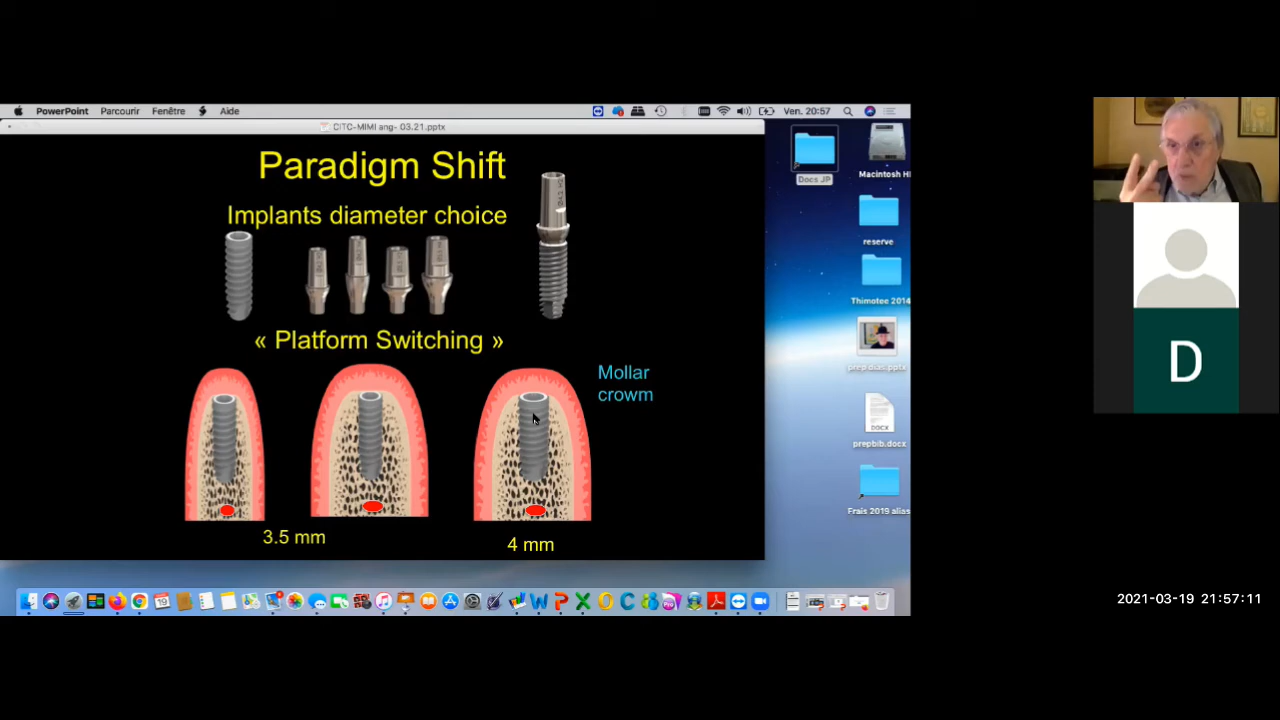 PowerPoint Parcourir Fenêtre Aide
Ven. 20:57
CITC-MIMI ang- 03.21.pptx
Paradigm Shift
Implants diameter choice
« Platform Switching »
Mollar
crowm
3.5 mm
4 mm
Docs JP
Macintosh H
reserve
Thimotee 2014
DOCX
prepbib.docx
Frais 2019 alias
D
2021-03-19 21:57:11